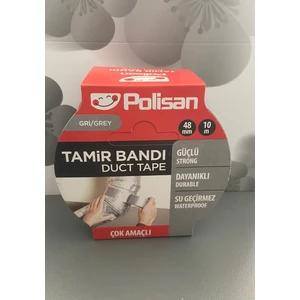 Polisan
GRİ/GREY
48 mm
10 m
TAMİR BANDI
DUCT TAPE
GÜÇLÜ
STRONG
DAYANIKLI
DURABLE
SU GEÇİRMEZ
WATERPROOF
ÇOK AMAÇLI